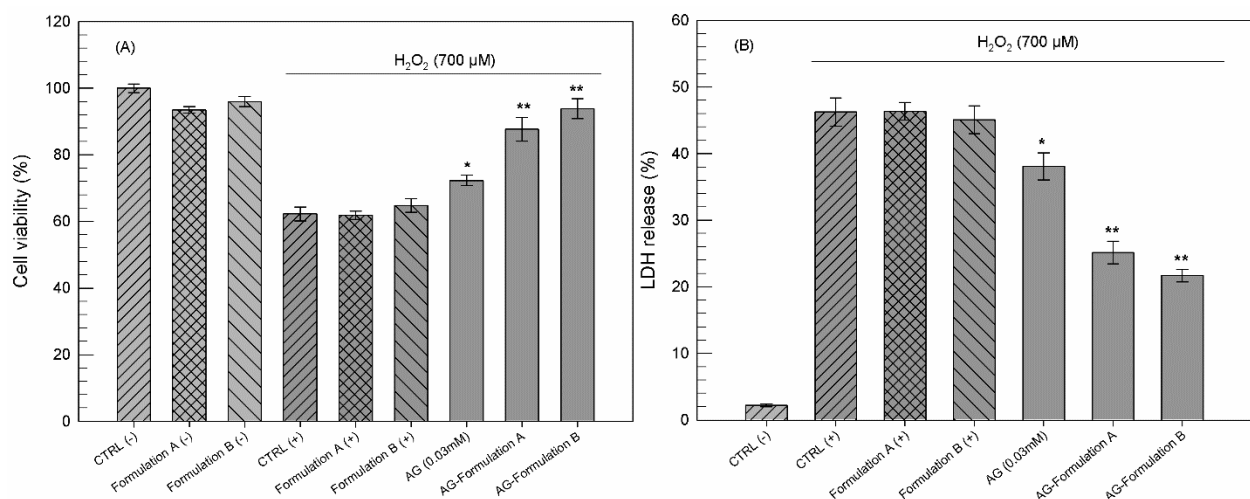 (A)
H₂O₂ (700 µM)
Cell viability (%)
120
100
80
60
40
20
0
**
**
*
CTRL (-)
Formulation A (-)
Formulation B (-)
CTRL (+)
Formulation A (+)
Formulation B (+)
AG (0.03mM)
AG-Formulation A
AG-Formulation B
(B)
H₂O₂ (700 µM)
LDH release (%)
60
50
40
30
20
10
0
*
**
**
CTRL (-)
CTRL (+)
Formulation A (+)
Formulation B (+)
AG (0.03mM)
AG-Formulation A
AG-Formulation B